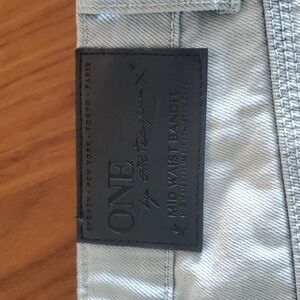 SYDNEY · NEW YORK · TOKYO · PARIS
ONE
by oneteaspoon X
MID WAIST BANDIT